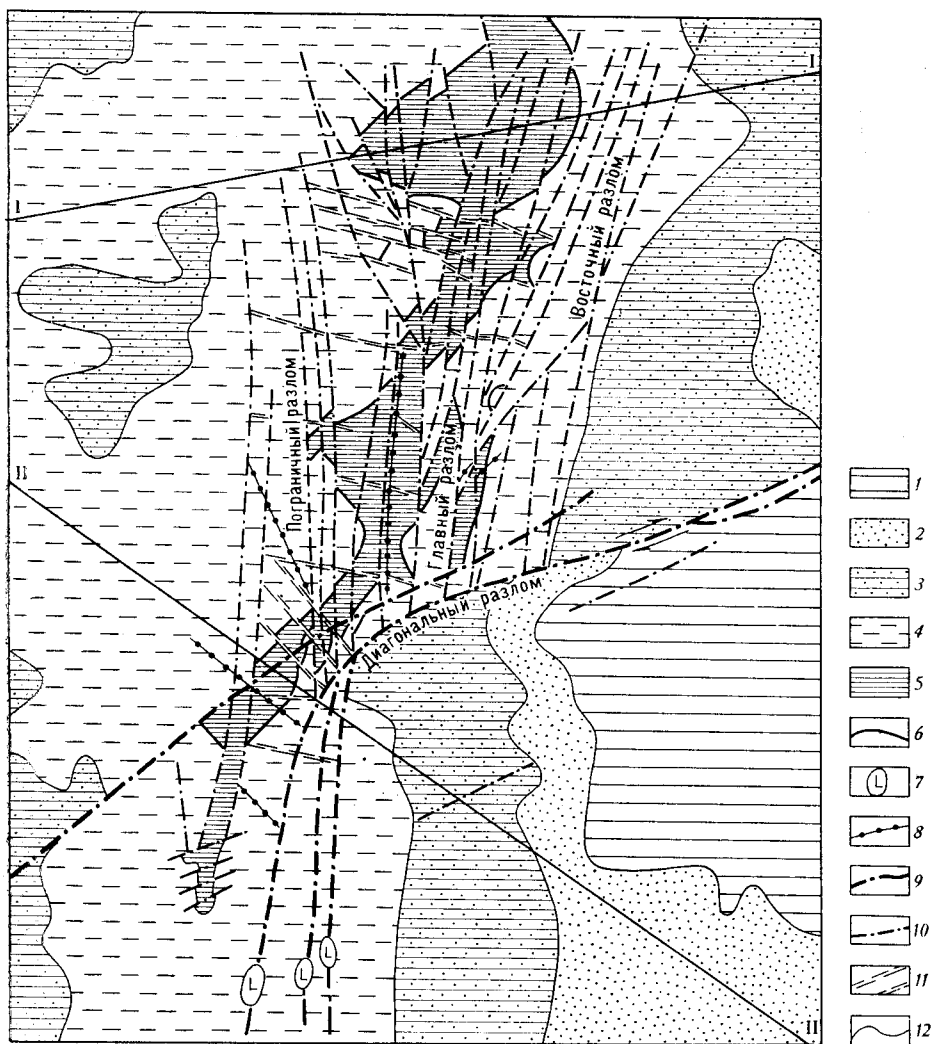 I
I
Восточный разлом
Пограничный разлом
II
Главный разлом
Диагональный разлом
II
L
L
L
1
2
3
4
5
6
L 7
8
9
10
11
12